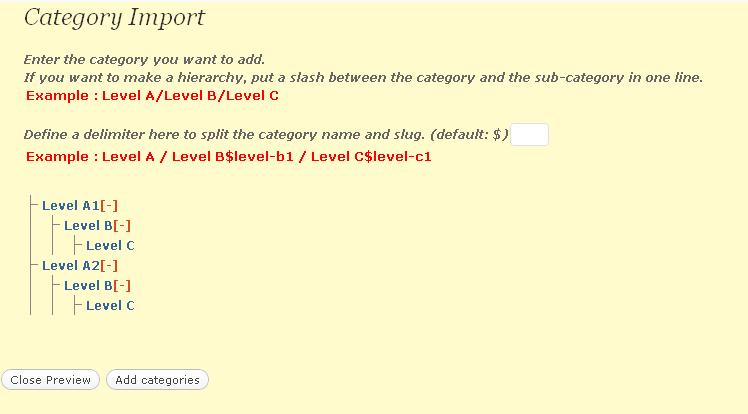 Category Import
Enter the category you want to add.
If you want to make a hierarchy, put a slash between the category and the sub-category in one line.
Example : Level A/Level B/Level C
Define a delimiter here to split the category name and slug. (default: $)
Example : Level A / Level B$level-b1 / Level C$level-c1
Level A1[-]
Level B[-]
Level C
Level A2[-]
Level B[-]
Level C
Close Preview Add categories